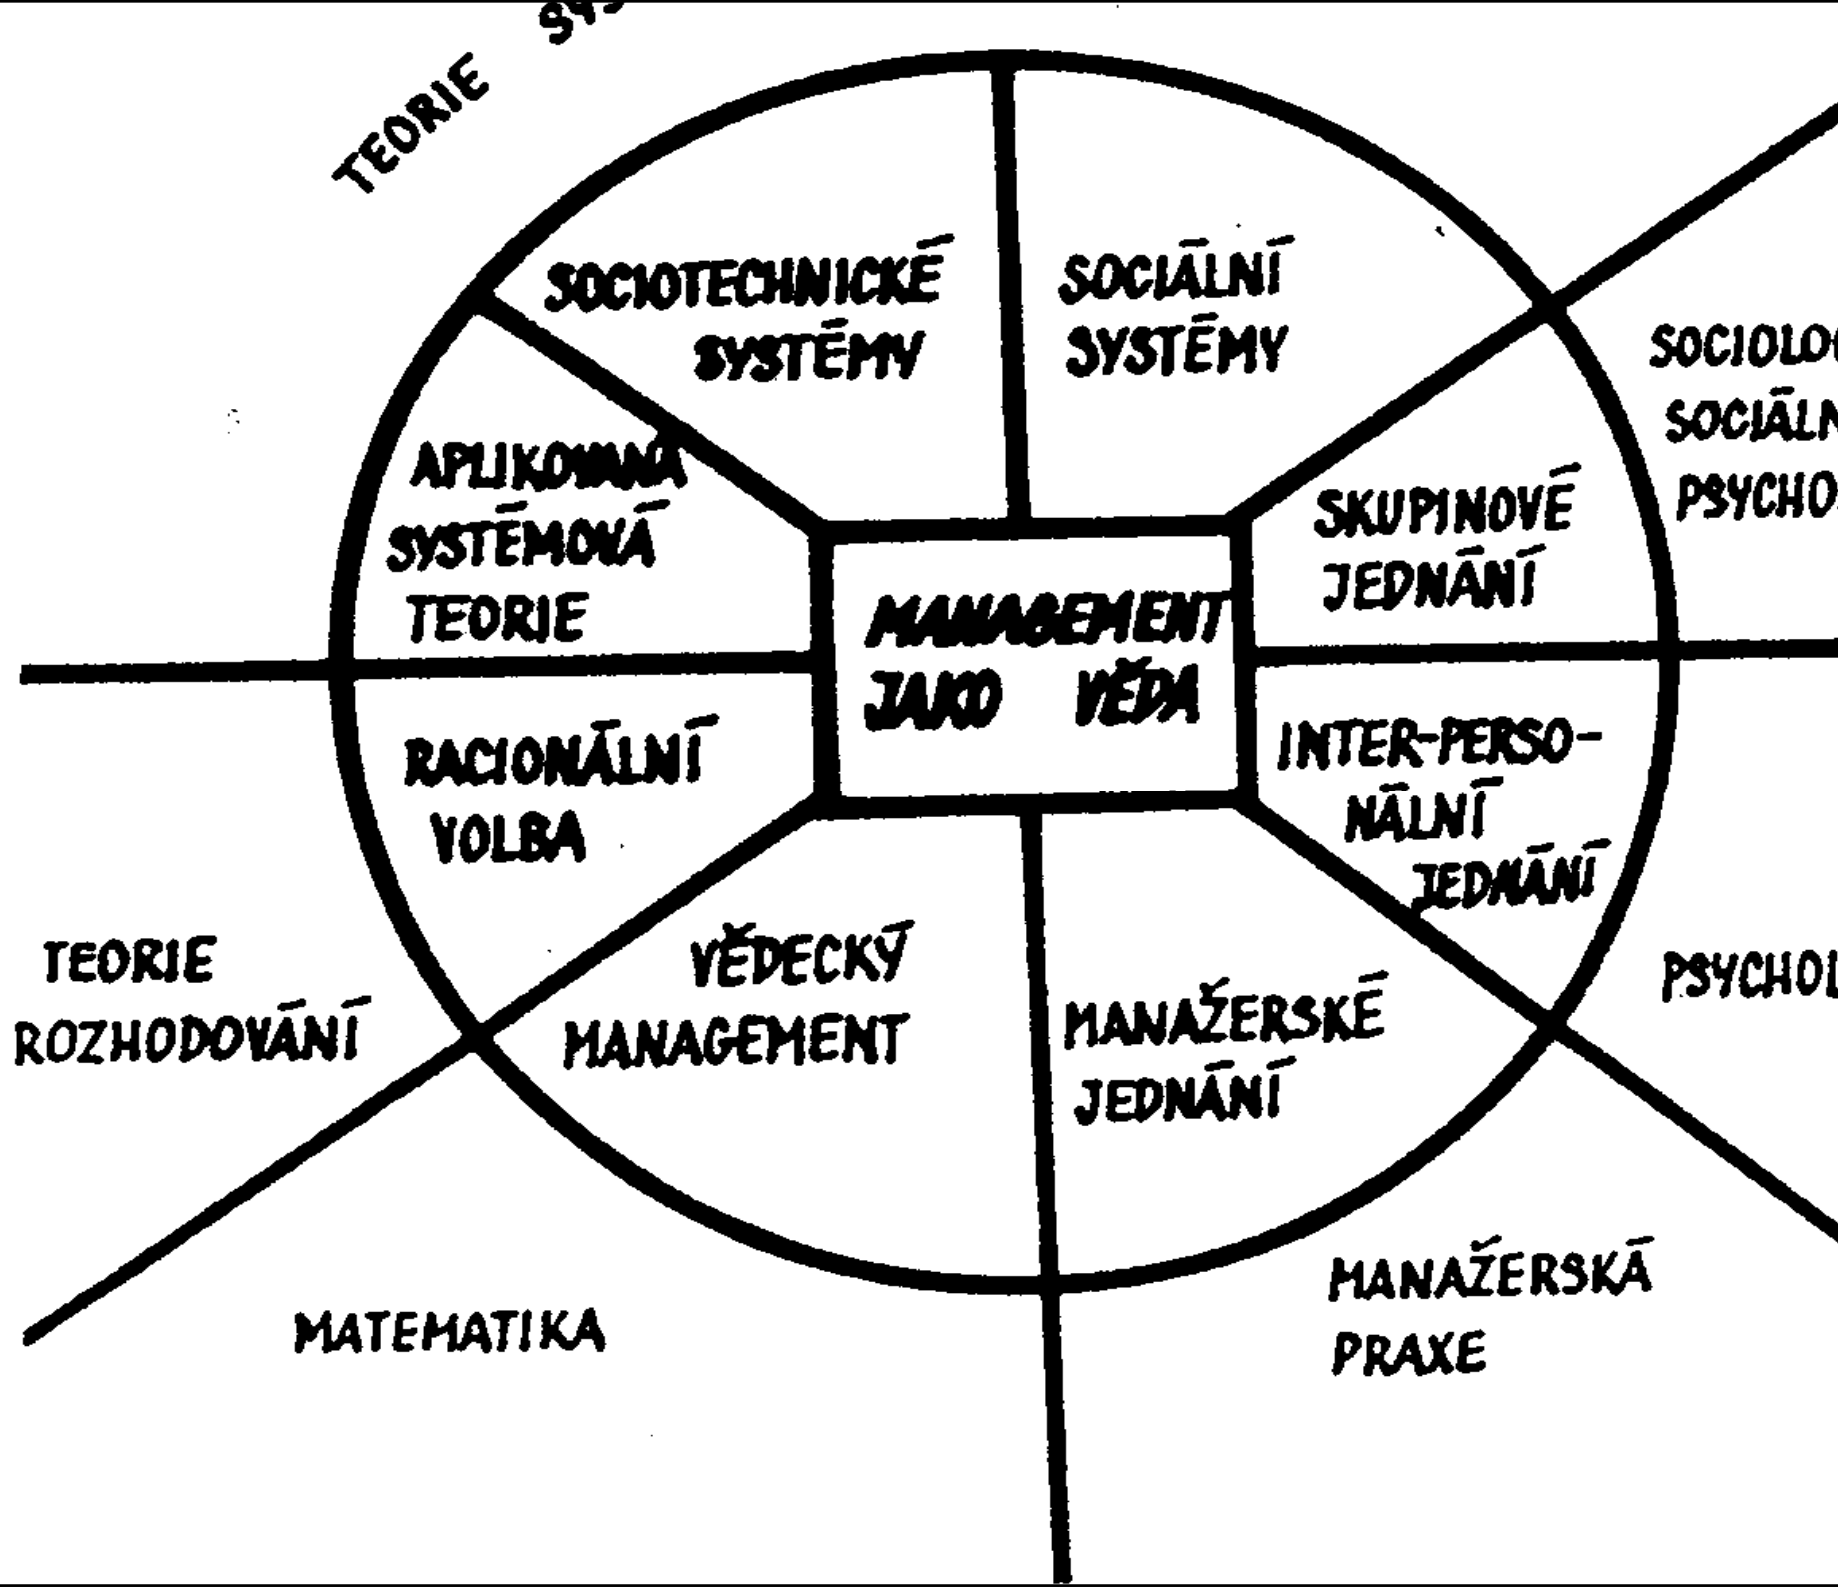 TEORIE
SOCIOTECHNICKÉ
SYSTÉMY
SOCIÁLNÍ
SYSTÉMY
APLIKOVANÁ
SYSTÉMOVÁ
TEORIE
SKUPINOVÉ
JEDNÁNÍ
SOCIÁLN
MANAGEMENT
JAKO VĚDA
RACIONÁLNÍ
VOLBA
INTER-PERSO-
NÁLNÍ
JEDNÁNÍ
TEORIE
ROZHODOVÁNÍ
VĚDECKÝ
MANAGEMENT
MANAŽERSKÉ
JEDNÁNÍ
MATEMATIKA
MANAŽERSKÁ
PRAXE